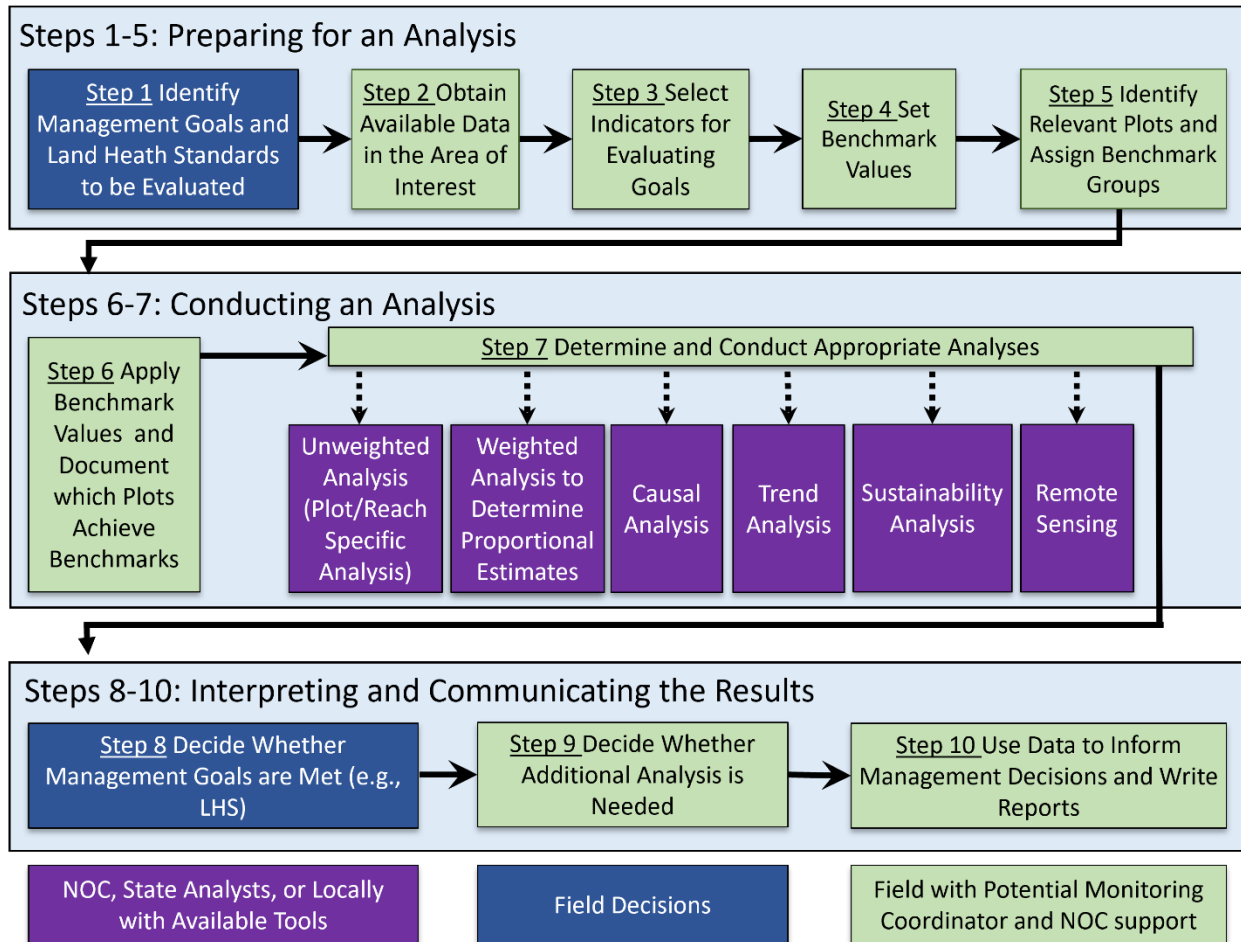 Steps 1-5: Preparing for an Analysis
Step 1 Identify
Management Goals and
Land Heath Standards
to be Evaluated
Step 2 Obtain
Available Data
in the Area of
Interest
Step 3 Select
Indicators for
Evaluating
Goals
Step 4 Set
Benchmark
Values
Step 5 Identify
Relevant Plots and
Assign Benchmark
Groups
Steps 6-7: Conducting an Analysis
Step 6 Apply
Benchmark
Values and
Document
which Plots
Achieve
Benchmarks
Step 7 Determine and Conduct Appropriate Analyses
Unweighted
Analysis
(Plot/Reach
Specific
Analysis)
Weighted
Analysis to
Determine
Proportional
Estimates
Causal
Analysis
Trend
Analysis
Sustainability
Analysis
Remote
Sensing
Steps 8-10: Interpreting and Communicating the Results
Step 8 Decide Whether
Management Goals are Met (e.g.,
LHS)
Step 9 Decide Whether
Additional Analysis is
Needed
Step 10 Use Data to Inform
Management Decisions and Write
Reports
NOC, State Analysts, or Locally
with Available Tools
Field Decisions
Field with Potential Monitoring
Coordinator and NOC support